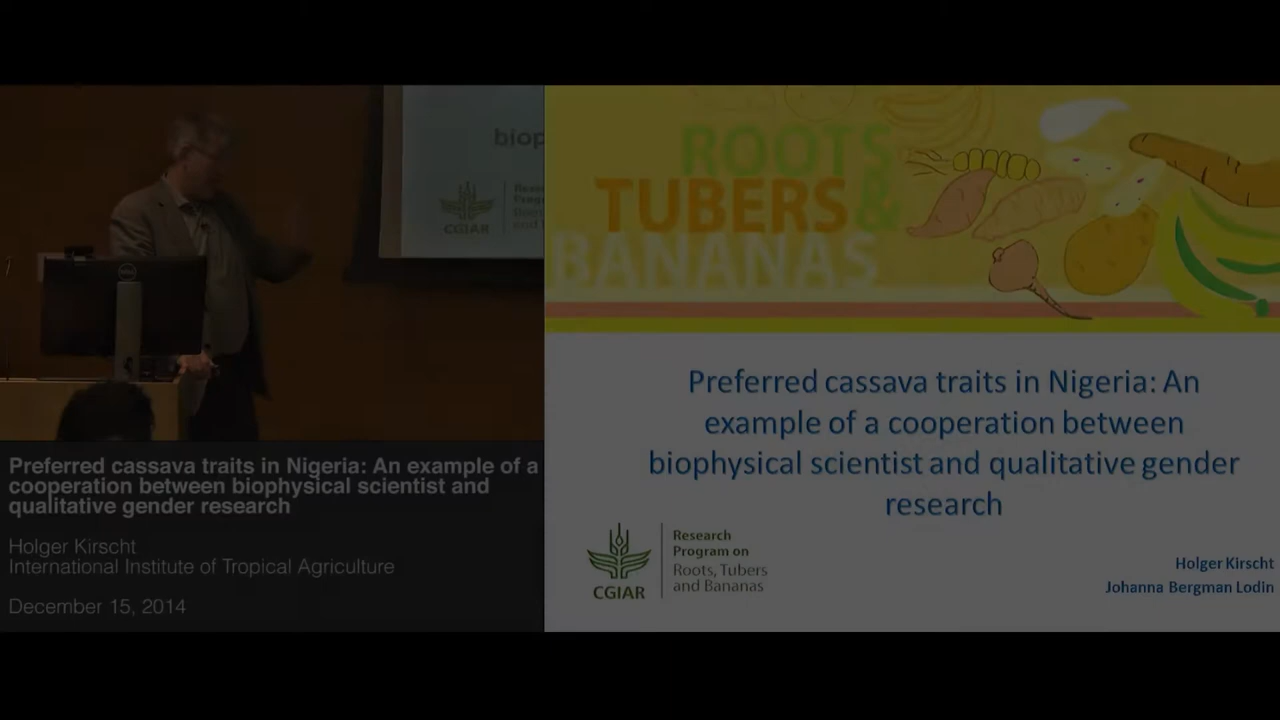 biop
CGIAR
Preferred cassava traits in Nigeria: An example of a
cooperation between biophysical scientist and
qualitative gender research
Holger Kirscht
International Institute of Tropical Agriculture
December 15, 2014
ROOTS
TUBERS &
BANANAS
Preferred cassava traits in Nigeria: An
example of a cooperation between
biophysical scientist and qualitative gender
research
CGIAR
Research
Program on
Roots, Tubers
and Bananas
Holger Kirscht
Johanna Bergman Lodin